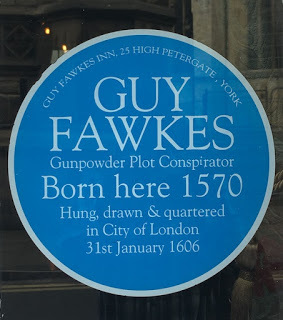 GUY FAWKES INN, 25 HIGH PETERGATE, YORK
GUY
FAWKES
Gunpowder Plot Conspirator
Born here 1570
Hung, drawn & quartered
in City of London
31st January 1606